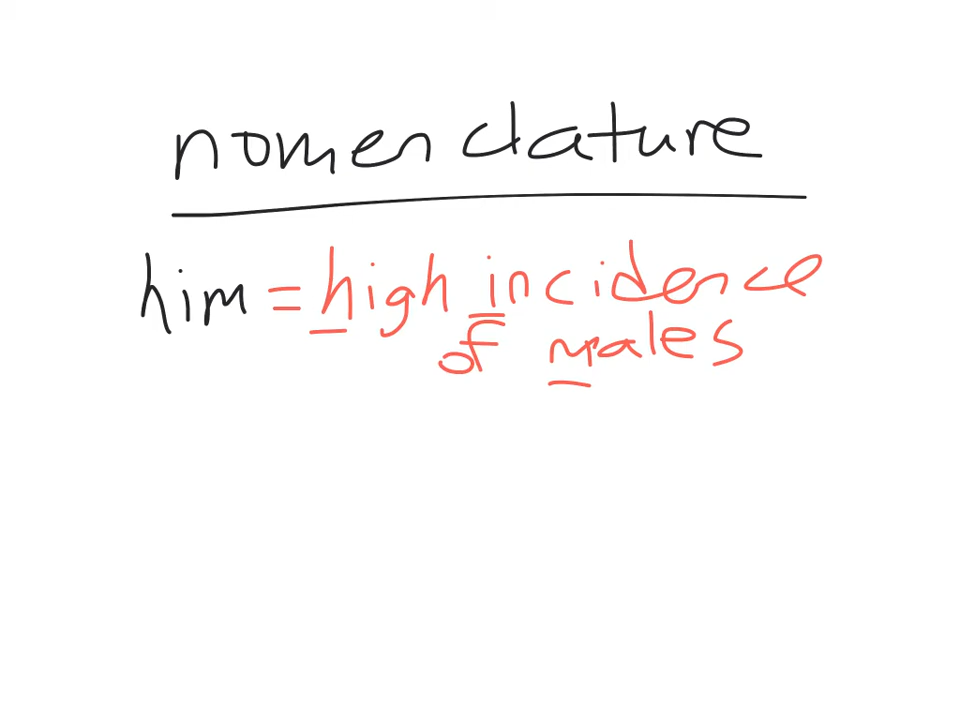 nomenclature
him = high incidence
of males